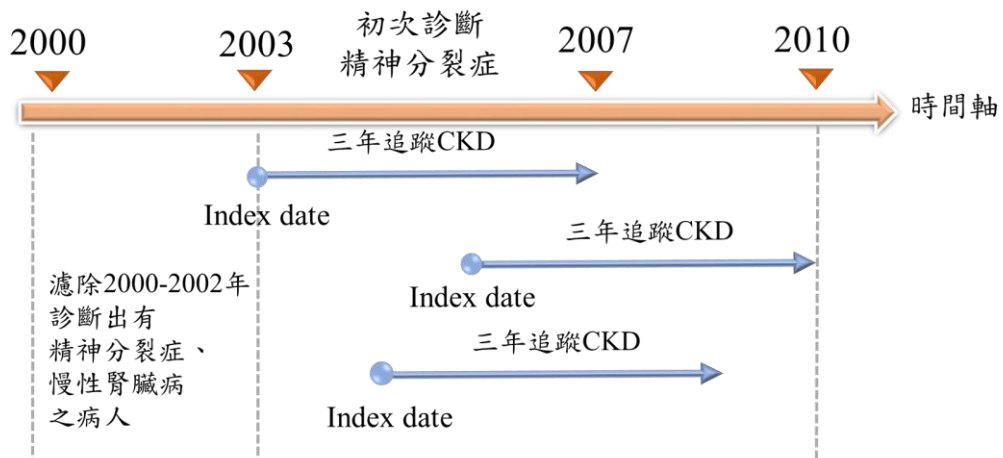 2000
2003
初次診斷
精神分裂症
2007
2010
時間軸
三年追蹤CKD
Index date
三年追蹤CKD
Index date
濾除2000-2002年
診斷出有
精神分裂症、
慢性腎臟病
之病人
三年追蹤CKD
Index date